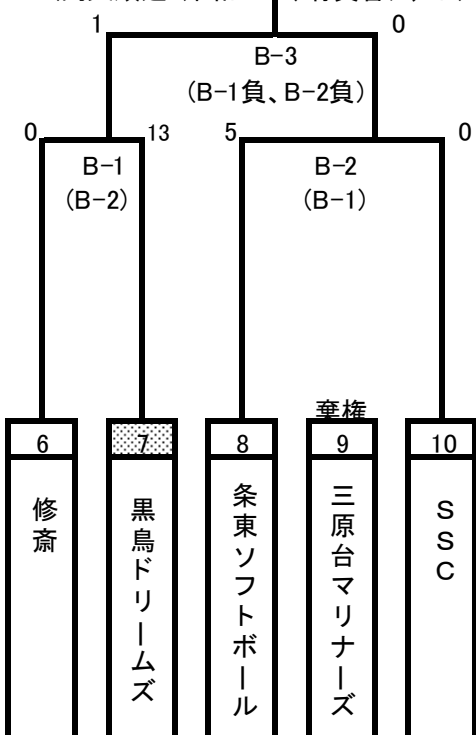 1 0
B-3
(B-1負、B-2負)
0 13 5 0
B-1 B-2
(B-2) (B-1)
棄権
6 7 8 9 10
修斎
黒鳥ドリームズ
条東ソフトボール
三原台マリナーズ
SSC